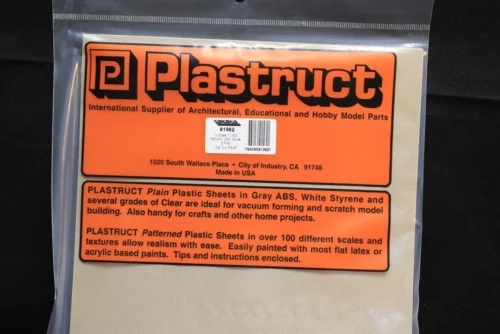 Plastruct
International Supplier of Architectural, Educational and Hobby Model Parts
91562
1020 South Wallace Place • City of Industry, CA 91748
Made in USA
PLASTRUCT Plain Plastic Sheets in Gray ABS, White Styrene and
several grades of Clear are ideal for vacuum forming and scratch model
building. Also handy for crafts and other home projects.
PLASTRUCT Patterned Plastic Sheets in over 100 different scales and
textures allow realism with ease. Easily painted with most flat latex or
acrylic based paints. Tips and instructions enclosed.